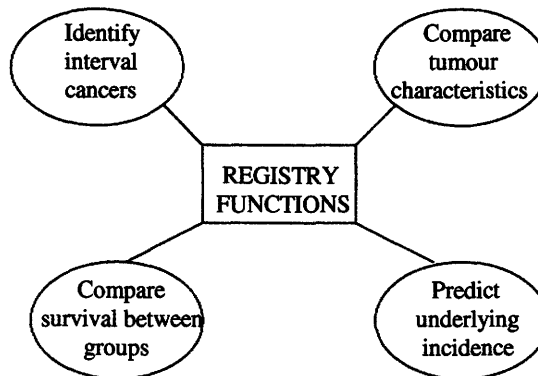 Identify
interval
cancers
Compare
tumour
characteristics
REGISTRY
FUNCTIONS
Compare
survival between
groups
Predict
underlying
incidence